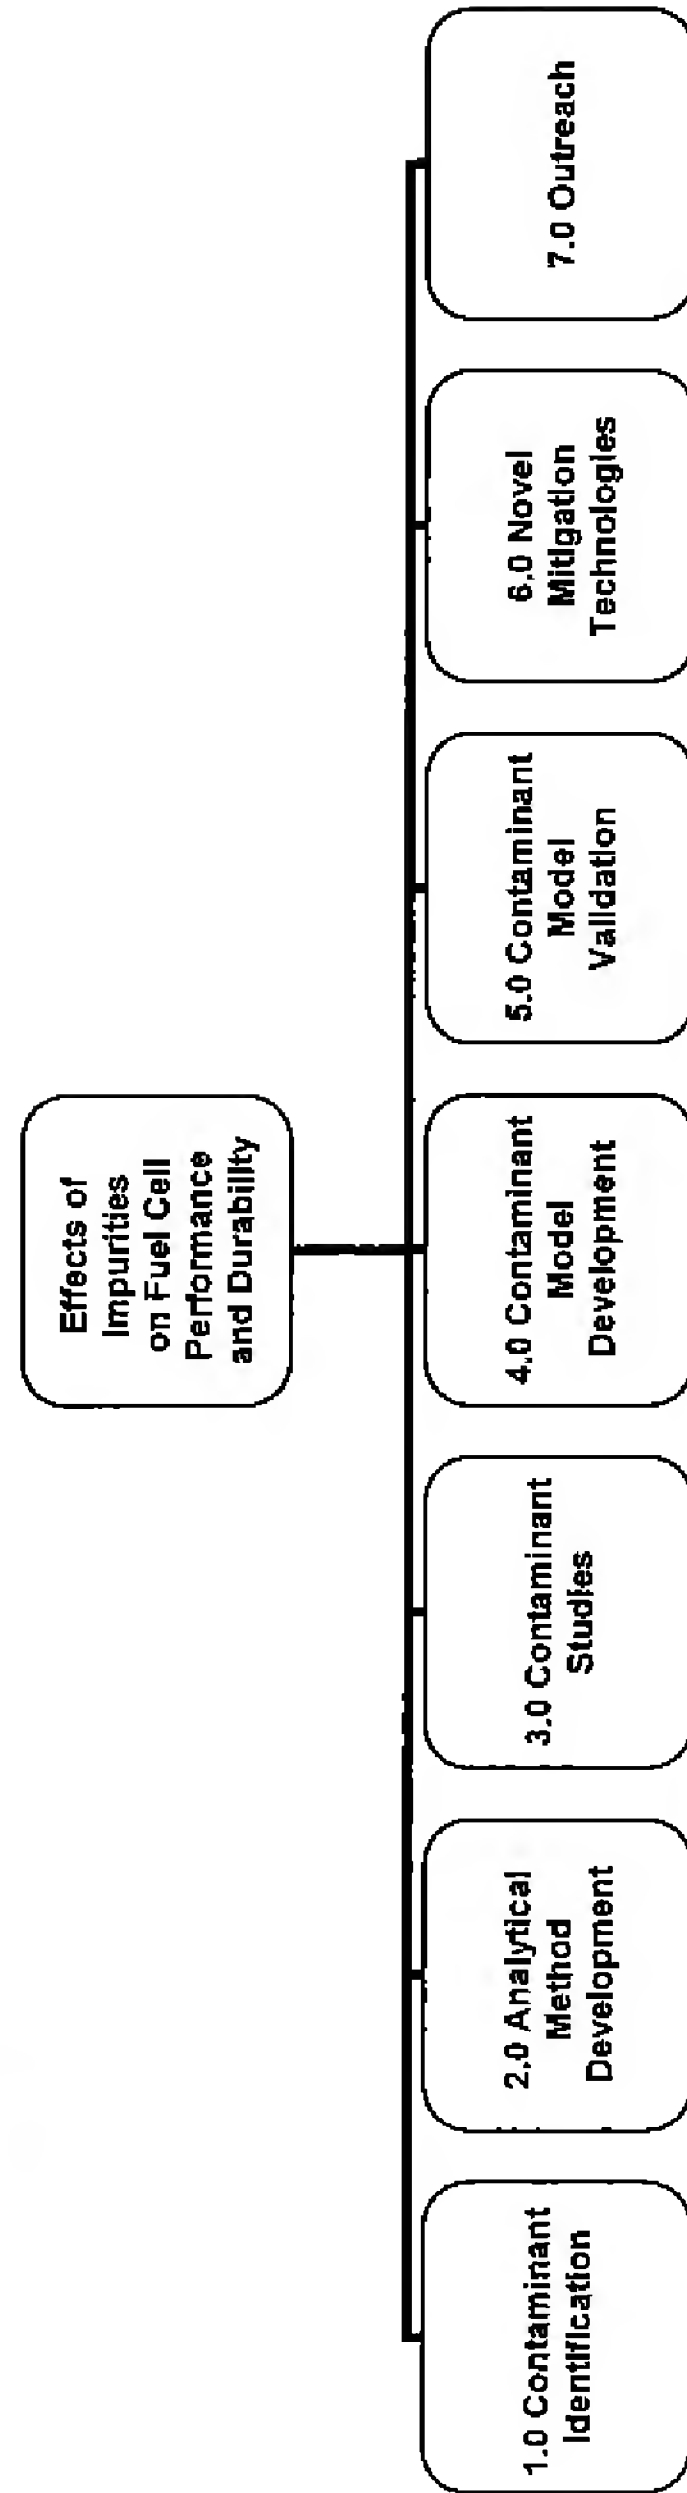 Effects of
Impurities
on Fuel Cell
Performance
and Durability
1.0 Contaminant
Identification
2.0 Analytical
Method
Development
3.0 Contaminant
Studies
4.0 Contaminant
Model
Development
5.0 Contaminant
Model
Validation
6.0 Novel
Mitigation
Technologies
7.0 Outreach